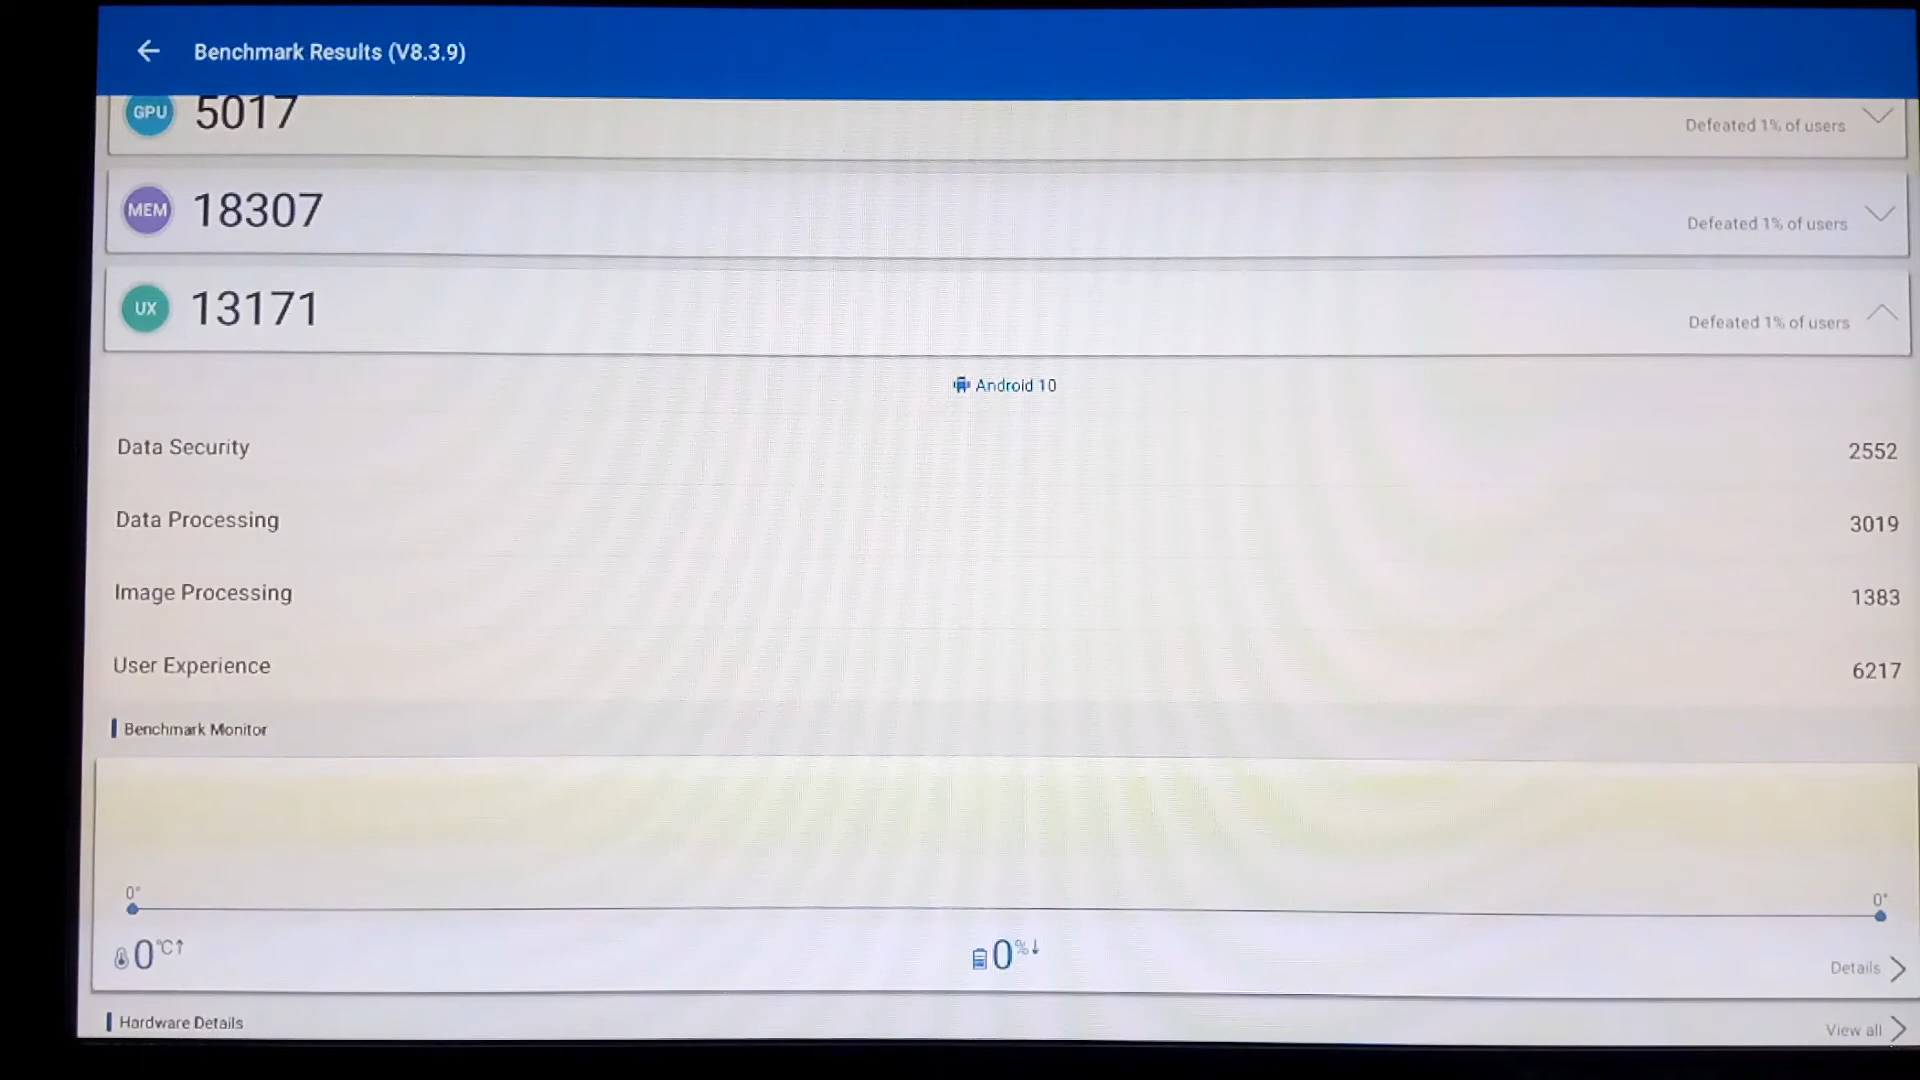 Benchmark Results (V8.3.9)
GPU 5017 Defeated 1% of users
MEM 18307 Defeated 1% of users
UX 13171 Defeated 1% of users
Android 10
Data Security 2552
Data Processing 3019
Image Processing 1383
User Experience 6217
Benchmark Monitor
0° 0°
0°C↑ 0%↓ Details
Hardware Details View all